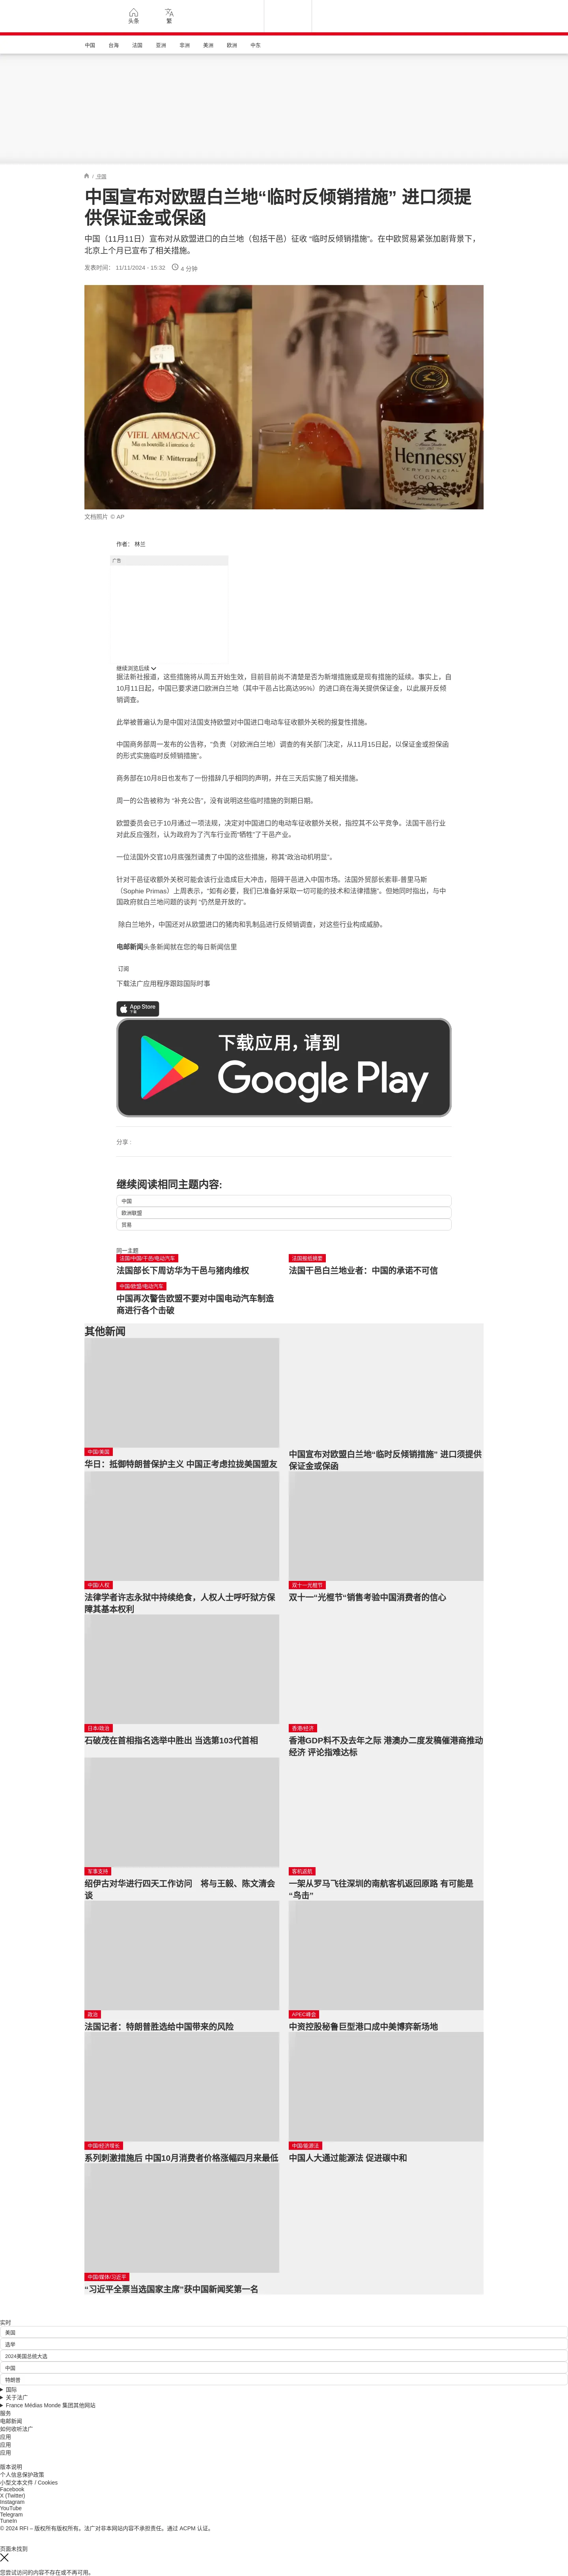 头条
繁
中国
台海
法国
亚洲
非洲
美洲
欧洲
中东
/ 中国
中国宣布对欧盟白兰地“临时反倾销措施” 进口须提
供保证金或保函
中国（11月11日）宣布对从欧盟进口的白兰地（包括干邑）征收 “临时反倾销措施”。在中欧贸易紧张加剧背景下，
北京上个月已宣布了相关措施。
发表时间： 11/11/2024 - 15:32
4 分钟
VIEIL ARMAGNAC
Mis en bouteille à l'intention de
M. Mme F. Mitterrand
Hennessy
VERY SPECIAL
COGNAC
文档照片 © AP
作者： 林兰
广告
继续浏览后续
据法新社报道，这些措施将从周五开始生效，目前目前尚不清楚是否为新增措施或是现有措施的延续。事实上，自
10月11日起，中国已要求进口欧洲白兰地（其中干邑占比高达95%）的进口商在海关提供保证金，以此展开反倾
销调查。
此举被普遍认为是中国对法国支持欧盟对中国进口电动车征收额外关税的报复性措施。
中国商务部周一发布的公告称，“负责（对欧洲白兰地）调查的有关部门决定，从11月15日起，以保证金或担保函
的形式实施临时反倾销措施”。
商务部在10月8日也发布了一份措辞几乎相同的声明，并在三天后实施了相关措施。
周一的公告被称为 “补充公告”，没有说明这些临时措施的到期日期。
欧盟委员会已于10月通过一项法规，决定对中国进口的电动车征收额外关税，指控其不公平竞争。法国干邑行业
对此反应强烈，认为政府为了汽车行业而“牺牲”了干邑产业。
一位法国外交官10月底强烈谴责了中国的这些措施，称其“政治动机明显”。
针对干邑征收额外关税可能会该行业造成巨大冲击，阻碍干邑进入中国市场。法国外贸部长索菲-普里马斯
（Sophie Primas）上周表示，“如有必要，我们已准备好采取一切可能的技术和法律措施”。但她同时指出，与中
国政府就白兰地问题的谈判 “仍然是开放的”。
除白兰地外，中国还对从欧盟进口的猪肉和乳制品进行反倾销调查，对这些行业构成威胁。
电邮新闻头条新闻就在您的每日新闻信里
订阅
下载法广应用程序跟踪国际时事
App Store
下载
下载应用，请到
Google Play
分享 :
继续阅读相同主题内容:
中国
欧洲联盟
贸易
同一主题
法国/中国/干邑/电动汽车
法国部长下周访华为干邑与猪肉维权
法国报纸摘要
法国干邑白兰地业者：中国的承诺不可信
中国/欧盟/电动汽车
中国再次警告欧盟不要对中国电动汽车制造
商进行各个击破
其他新闻
中国/美国
华日：抵御特朗普保护主义 中国正考虑拉拢美国盟友
中国宣布对欧盟白兰地“临时反倾销措施” 进口须提供
保证金或保函
中国/人权
法律学者许志永狱中持续绝食，人权人士呼吁狱方保
障其基本权利
双十一光棍节
双十一“光棍节”销售考验中国消费者的信心
日本/政治
石破茂在首相指名选举中胜出 当选第103代首相
香港/经济
香港GDP料不及去年之际 港澳办二度发稿催港商推动
经济 评论指难达标
军事支持
绍伊古对华进行四天工作访问　将与王毅、陈文清会
谈
客机返航
一架从罗马飞往深圳的南航客机返回原路 有可能是
“鸟击”
政治
法国记者：特朗普胜选给中国带来的风险
APEC峰会
中资控股秘鲁巨型港口成中美博弈新场地
中国/经济增长
系列刺激措施后 中国10月消费者价格涨幅四月来最低
中国/能源法
中国人大通过能源法 促进碳中和
中国/媒体/习近平
“习近平全票当选国家主席”获中国新闻奖第一名
实时
美国
选举
2024美国总统大选
中国
特朗普
国际
关于法广
France Médias Monde 集团其他网站
服务
电邮新闻
如何收听法广
应用
应用
应用
版本说明
个人信息保护政策
小型文本文件 / Cookies
Facebook
X (Twitter)
Instagram
YouTube
Telegram
TuneIn
© 2024 RFI – 版权所有版权所有。法广对非本网站内容不承担责任。通过 ACPM 认证。
页面未找到
您尝试访问的内容不存在或不再可用。